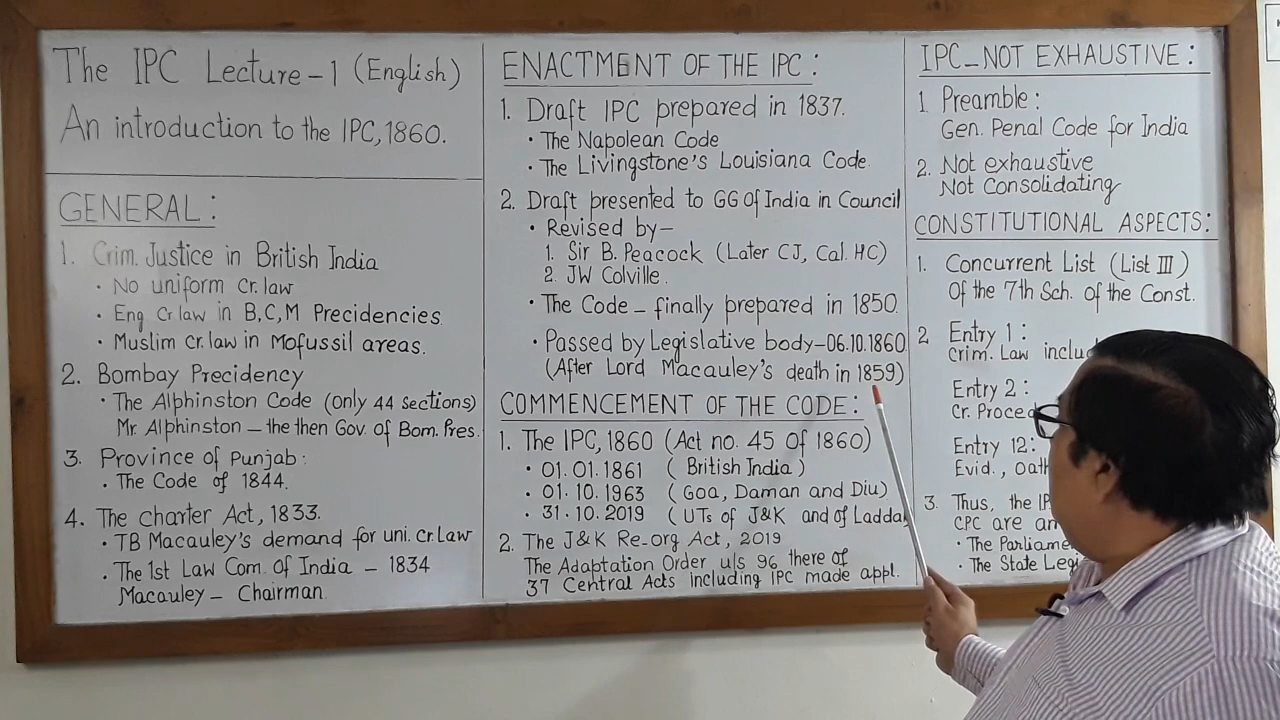 The IPC Lecture-1 (English)
An introduction to the IPC, 1860.
GENERAL:
1. Crim. Justice in British India
• No uniform Cr. law
• Eng. Cr law in B,C,M Precidencies
• Muslim cr. law in Mofussil areas.
2. Bombay Precidency
• The Alphinston Code (only 44 sections)
Mr. Alphinston – the then Gov. of Bom. Pres.
3. Province of Punjab:
• The Code of 1844.
4. The Charter Act, 1833.
• TB Macauley's demand for uni. cr. Law
• The 1st Law Com. of India – 1834
Macauley – Chairman
ENACTMENT OF THE IPC:
1. Draft IPC prepared in 1837.
• The Napolean Code
• The Livingstone's Louisiana Code.
2. Draft presented to GG of India in Council
• Revised by–
1. Sir B. Peacock (Later CJ, Cal. HC)
2. JW Colville.
• The Code – finally prepared in 1850.
• Passed by Legislative body–06.10.1860
(After Lord Macauley's death in 1859)
COMMENCEMENT OF THE CODE:
1. The IPC, 1860 (Act no. 45 of 1860)
• 01.01.1861 (British India)
• 01.10.1963 (Goa, Daman and Diu)
• 31.10.2019 (UTs of J&K and of Ladda
2. The J&K Re-org Act, 2019
The Adaptation Order u/s 96 there of
37 Central Acts including IPC made appl.
IPC–NOT EXHAUSTIVE:
1 Preamble:
Gen. Penal Code for India
2. Not exhaustive
Not Consolidating
CONSTITUTIONAL ASPECTS:
1. Concurrent List (List III)
Of the 7th Sch. of the Const.
2 Entry 1:
Crim. Law inclu
Entry 2:
Cr. Proced
Entry 12:
Evid., oath
3. Thus, the IP
CPC are an
• The Parliame
• The State Legi